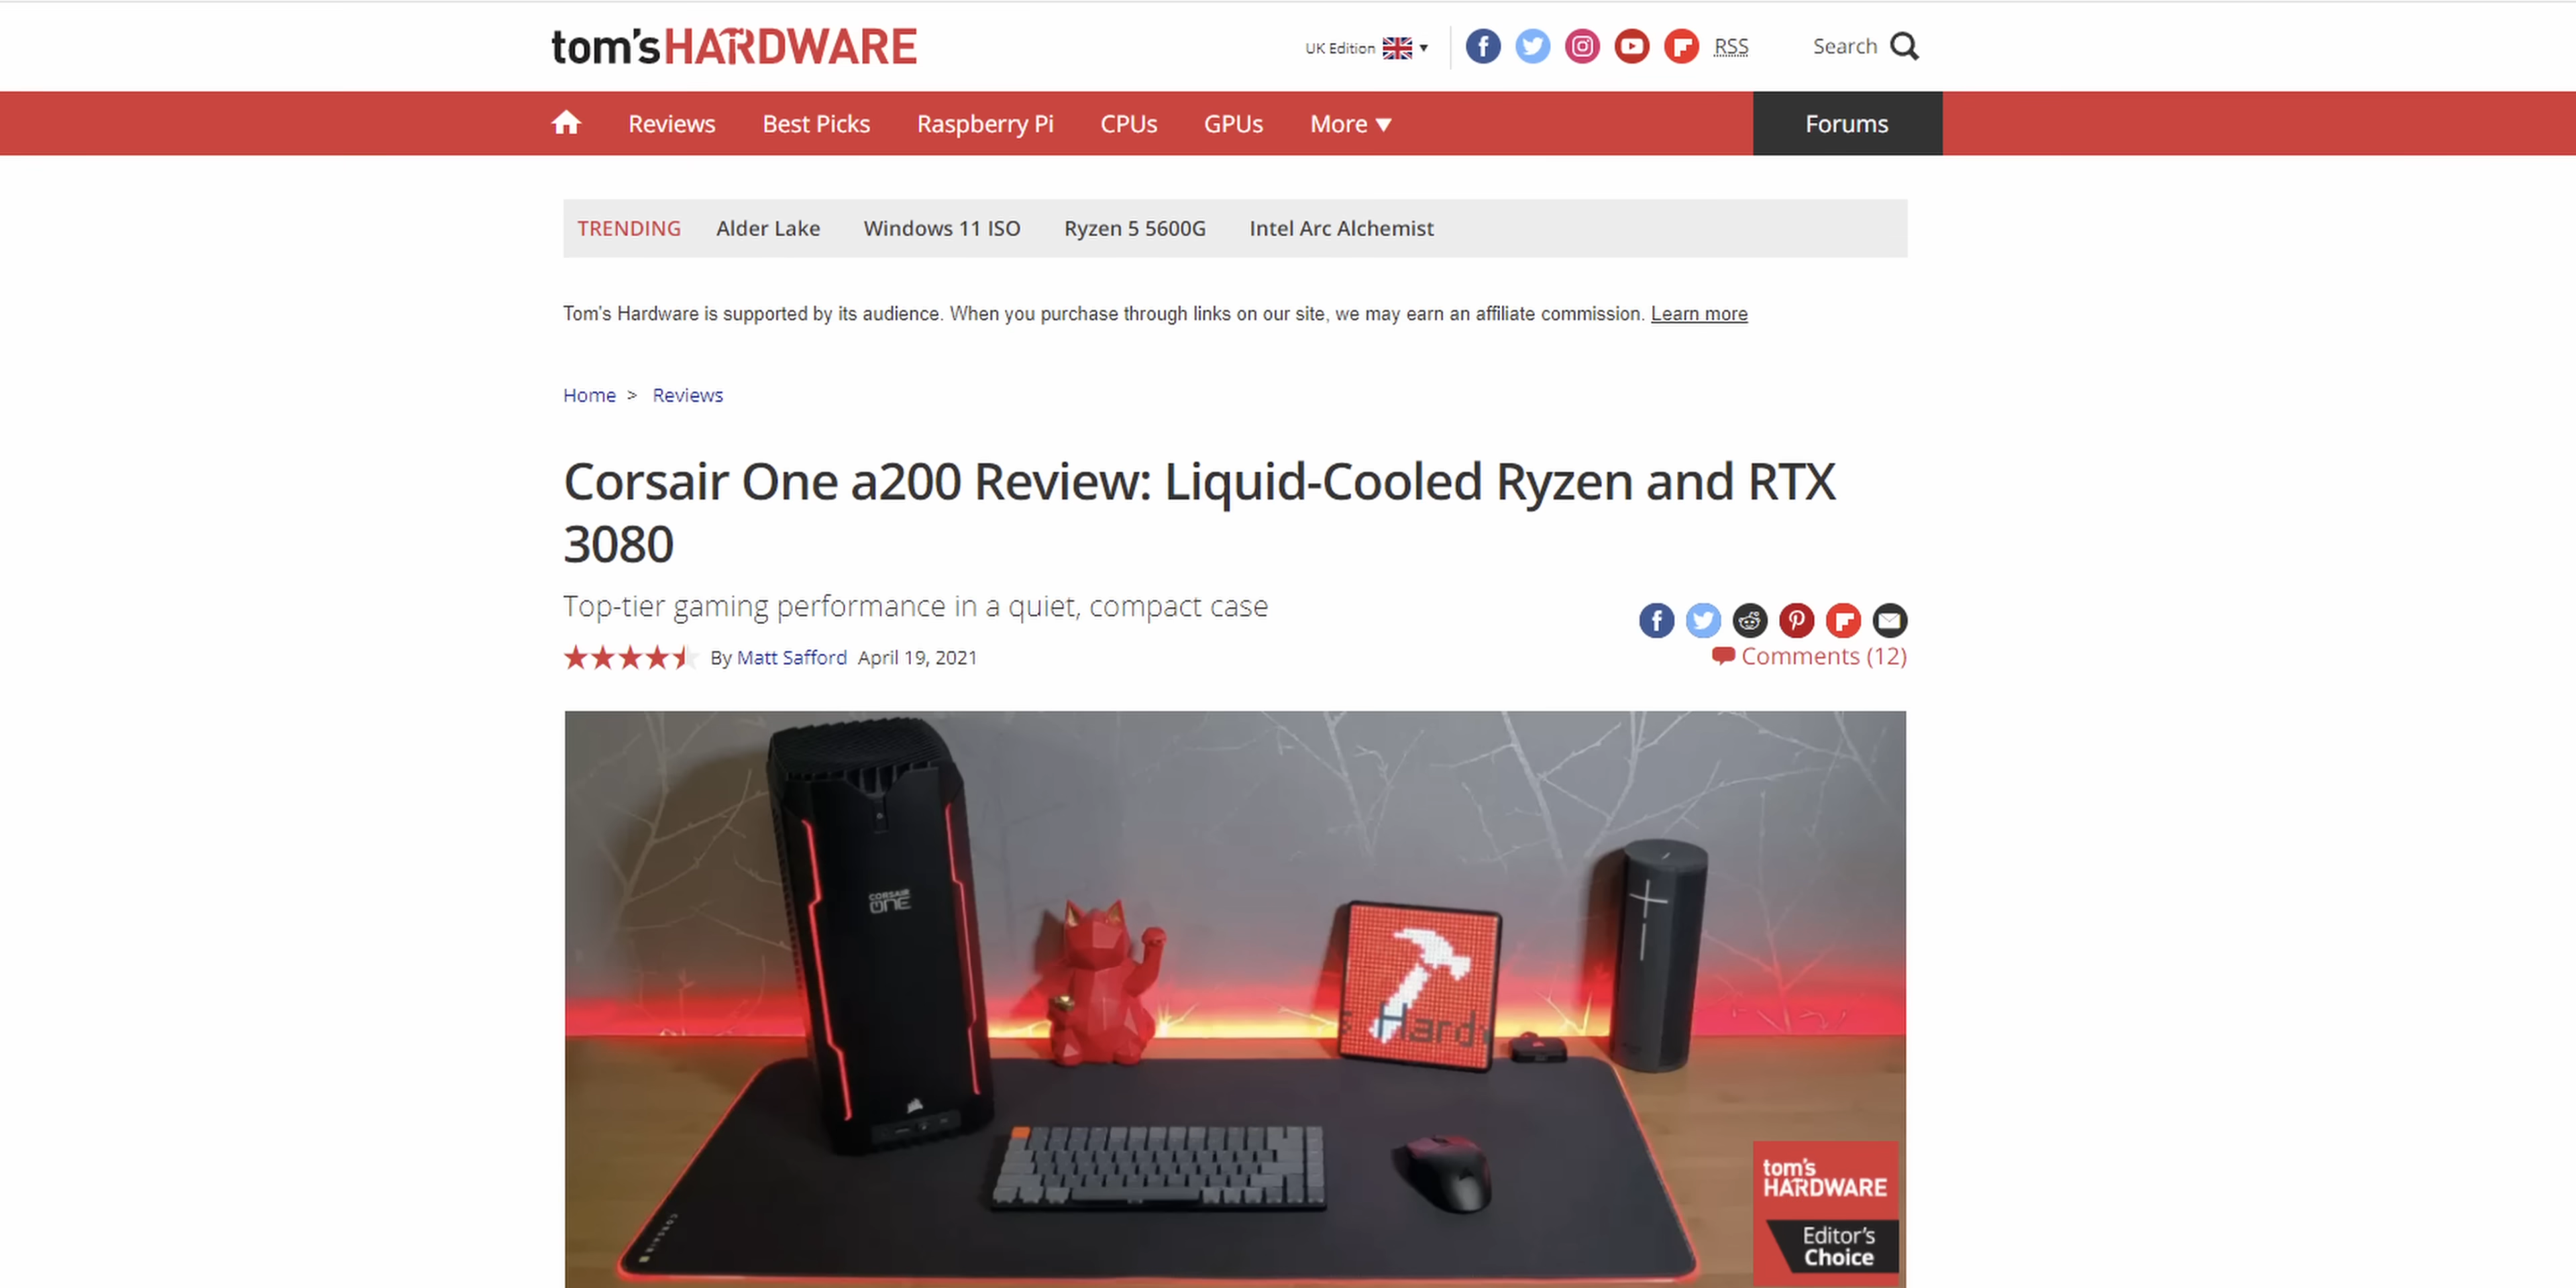 tom's HARDWARE
UK Edition
RSS
Search
Reviews
Best Picks
Raspberry Pi
CPUs
GPUs
More
Forums
TRENDING
Alder Lake
Windows 11 ISO
Ryzen 5 5600G
Intel Arc Alchemist
Tom's Hardware is supported by its audience. When you purchase through links on our site, we may earn an affiliate commission. Learn more
Home > Reviews
Corsair One a200 Review: Liquid-Cooled Ryzen and RTX
3080
Top-tier gaming performance in a quiet, compact case
By Matt Safford April 19, 2021
Comments (12)
CORSAIR
ONE
Hard
CORSAIR
tom's
HARDWARE
Editor's
Choice